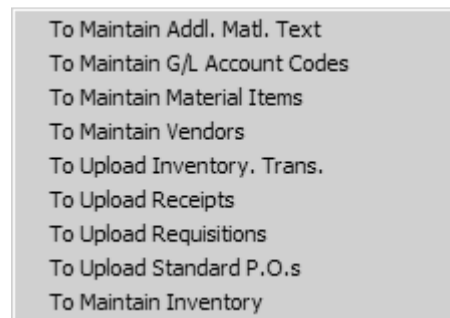 To Maintain Addl. Matl. Text
To Maintain G/L Account Codes
To Maintain Material Items
To Maintain Vendors
To Upload Inventory. Trans.
To Upload Receipts
To Upload Requisitions
To Upload Standard P.O.s
To Maintain Inventory